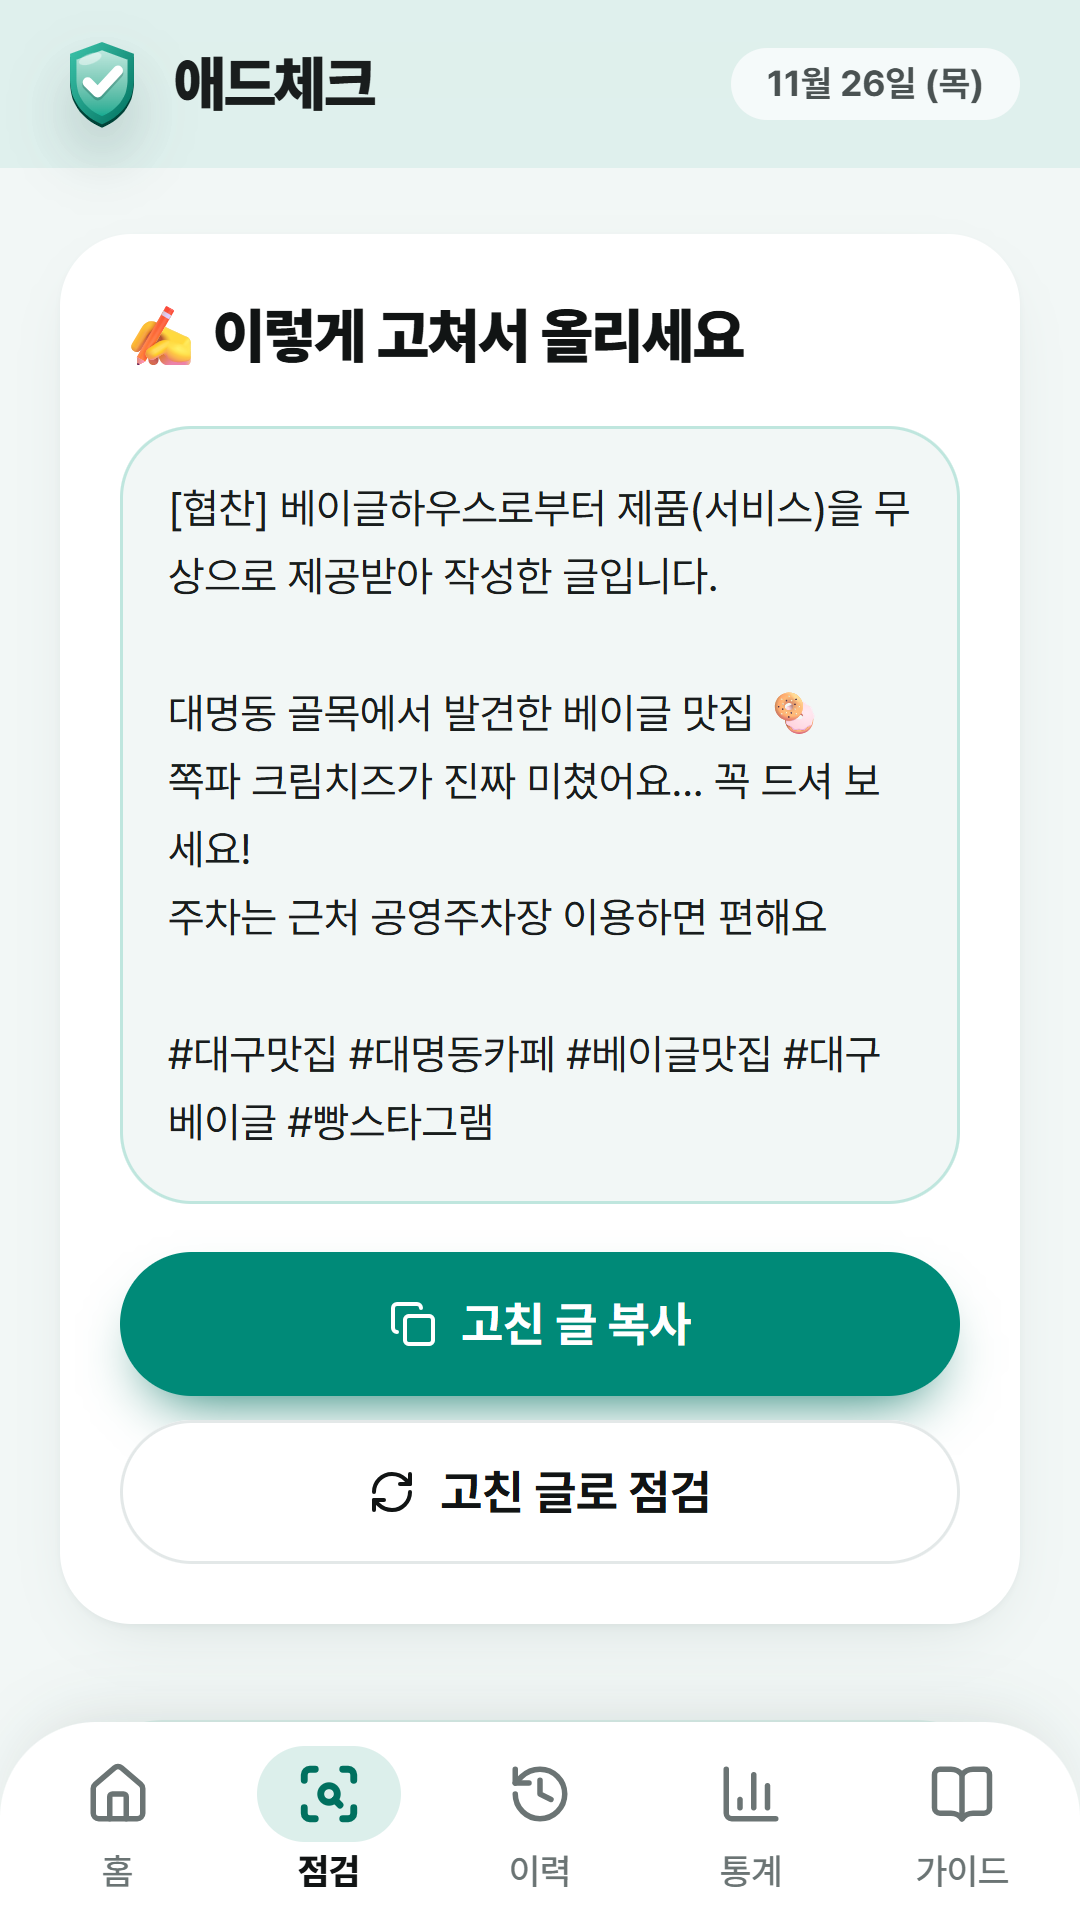 애드체크
11월 26일 (목)
이렇게 고쳐서 올리세요
[협찬] 베이글하우스로부터 제품(서비스)을 무
상으로 제공받아 작성한 글입니다.
대명동 골목에서 발견한 베이글 맛집
쪽파 크림치즈가 진짜 미쳤어요... 꼭 드셔 보
세요!
주차는 근처 공영주차장 이용하면 편해요
#대구맛집 #대명동카페 #베이글맛집 #대구
베이글 #빵스타그램
고친 글 복사
고친 글로 점검
홈
점검
이력
통계
가이드